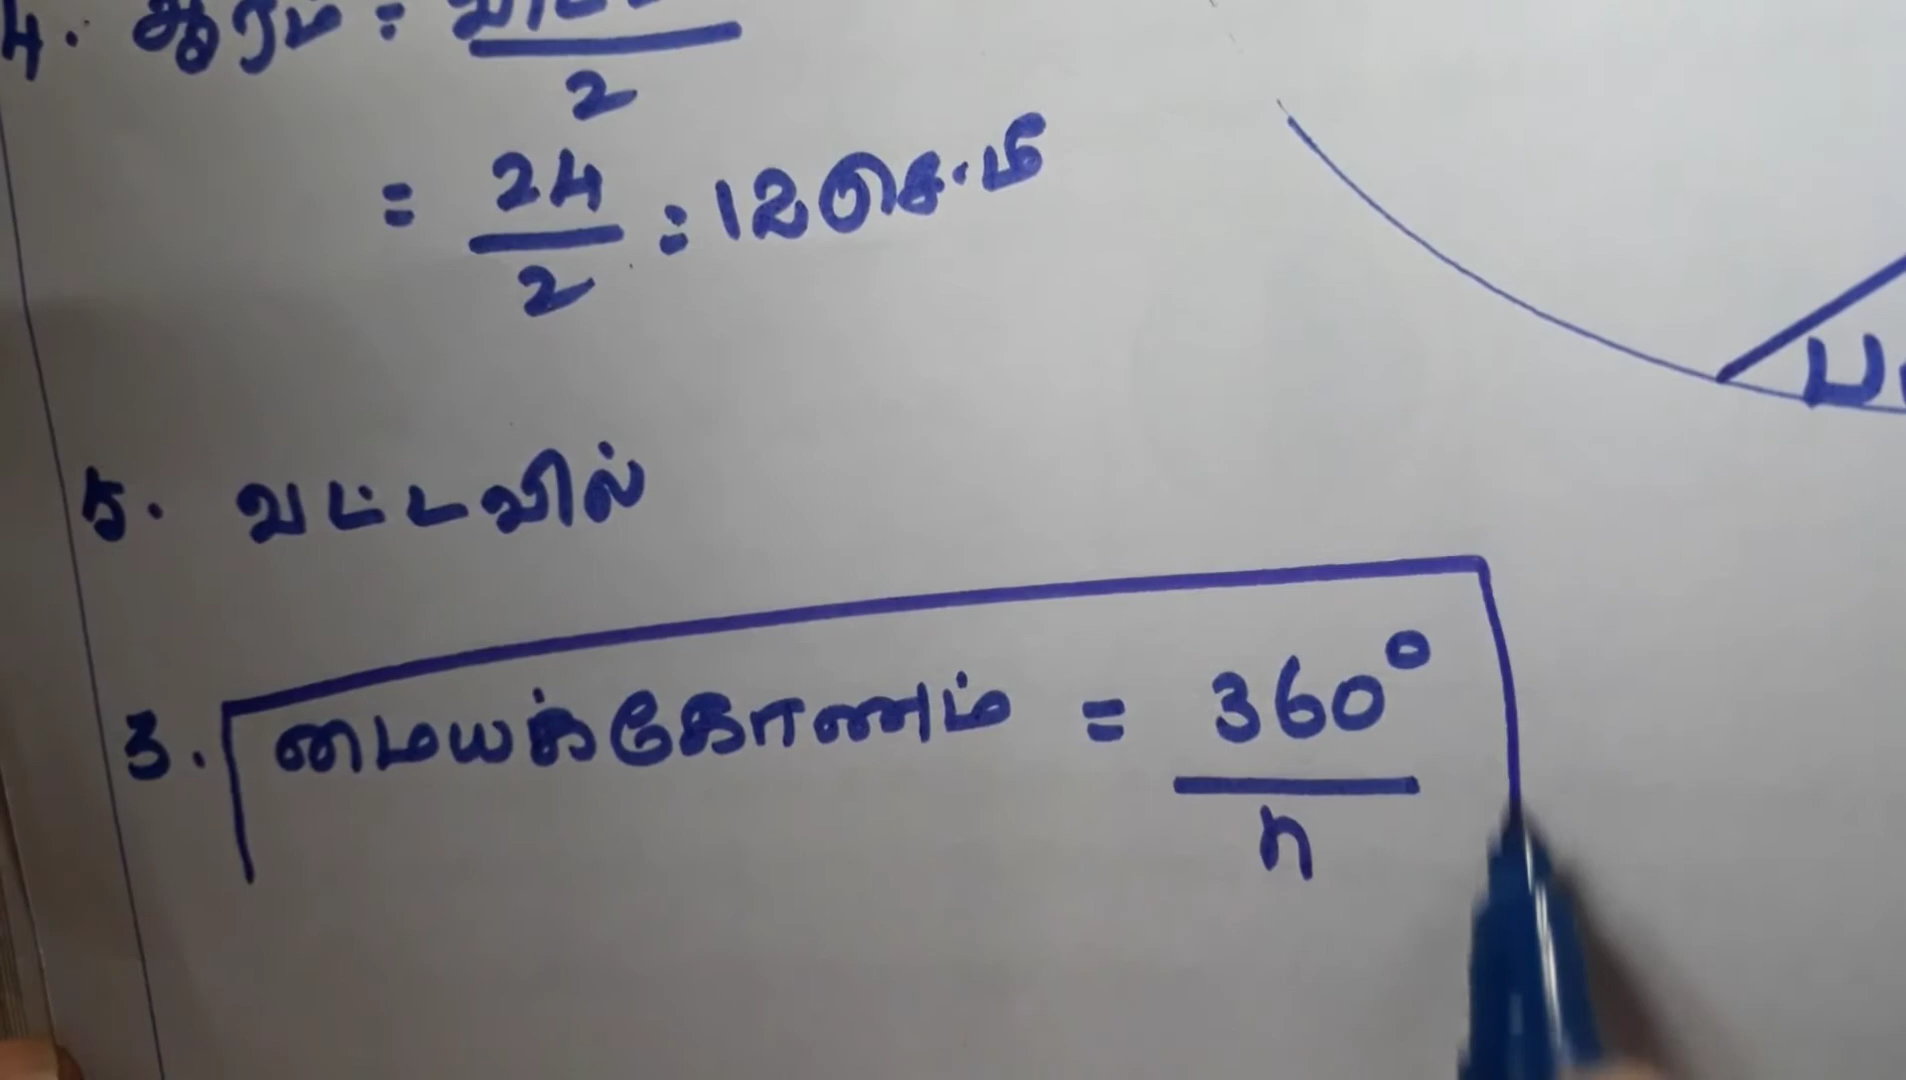 4. ஆரம் =
2
= 24/2 = 12 செ.மீ
5. வட்டவில்
3. மையக்கோணம் = 360°/n